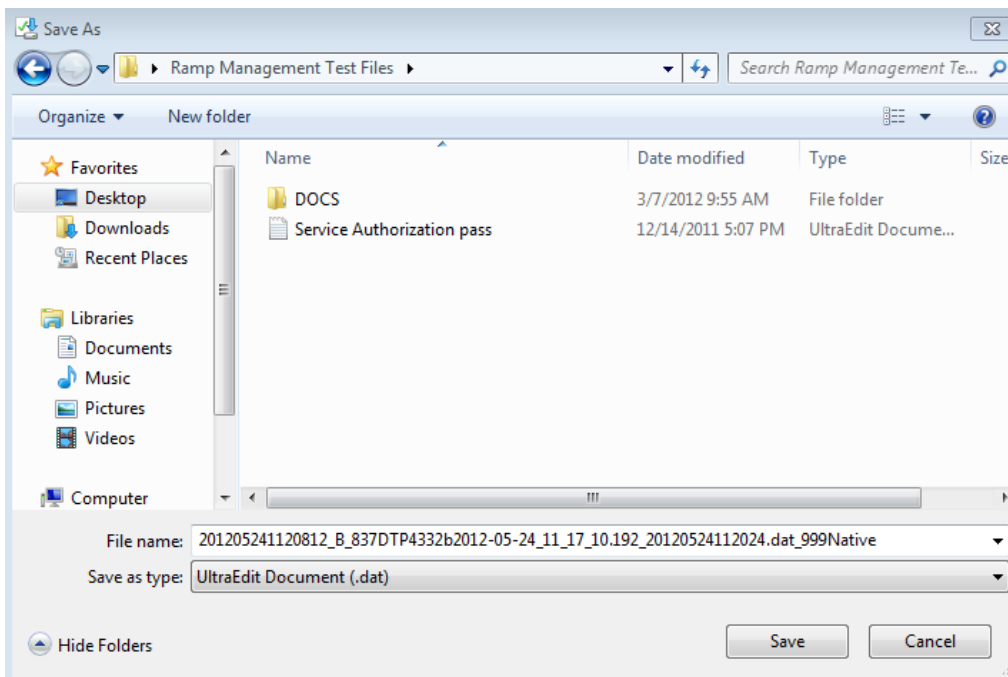 Save As
Ramp Management Test Files
Search Ramp Management Te...
Organize
New folder
Name
Date modified
Type
Size
Favorites
Desktop
Downloads
Recent Places
Libraries
Documents
Music
Pictures
Videos
Computer
DOCS 3/7/2012 9:55 AM File folder
Service Authorization pass 12/14/2011 5:07 PM UltraEdit Docume...
File name: 201205241120812_B_837DTP4332b2012-05-24_11_17_10.192_20120524112024.dat_999Native
Save as type: UltraEdit Document (.dat)
Hide Folders
Save
Cancel